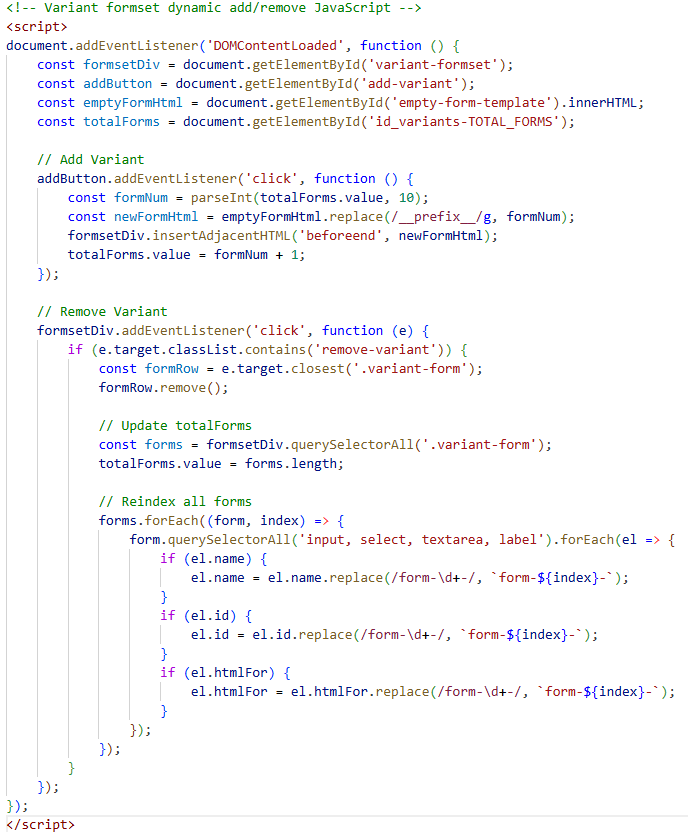 <!-- Variant formset dynamic add/remove JavaScript -->
<script>
document.addEventListener('DOMContentLoaded', function () {
    const formsetDiv = document.getElementById('variant-formset');
    const addButton = document.getElementById('add-variant');
    const emptyFormHtml = document.getElementById('empty-form-template').innerHTML;
    const totalForms = document.getElementById('id_variants-TOTAL_FORMS');

    // Add Variant
    addButton.addEventListener('click', function () {
        const formNum = parseInt(totalForms.value, 10);
        const newFormHtml = emptyFormHtml.replace(/__prefix__/g, formNum);
        formsetDiv.insertAdjacentHTML('beforeend', newFormHtml);
        totalForms.value = formNum + 1;
    });

    // Remove Variant
    formsetDiv.addEventListener('click', function (e) {
        if (e.target.classList.contains('remove-variant')) {
            const formRow = e.target.closest('.variant-form');
            formRow.remove();

            // Update totalForms
            const forms = formsetDiv.querySelectorAll('.variant-form');
            totalForms.value = forms.length;

            // Reindex all forms
            forms.forEach((form, index) => {
                form.querySelectorAll('input, select, textarea, label').forEach(el => {
                    if (el.name) {
                        el.name = el.name.replace(/form-\d+-/, `form-${index}-`);
                    }
                    if (el.id) {
                        el.id = el.id.replace(/form-\d+-/, `form-${index}-`);
                    }
                    if (el.htmlFor) {
                        el.htmlFor = el.htmlFor.replace(/form-\d+-/, `form-${index}-`);
                    }
                });
            });
        }
    });
});
</script>